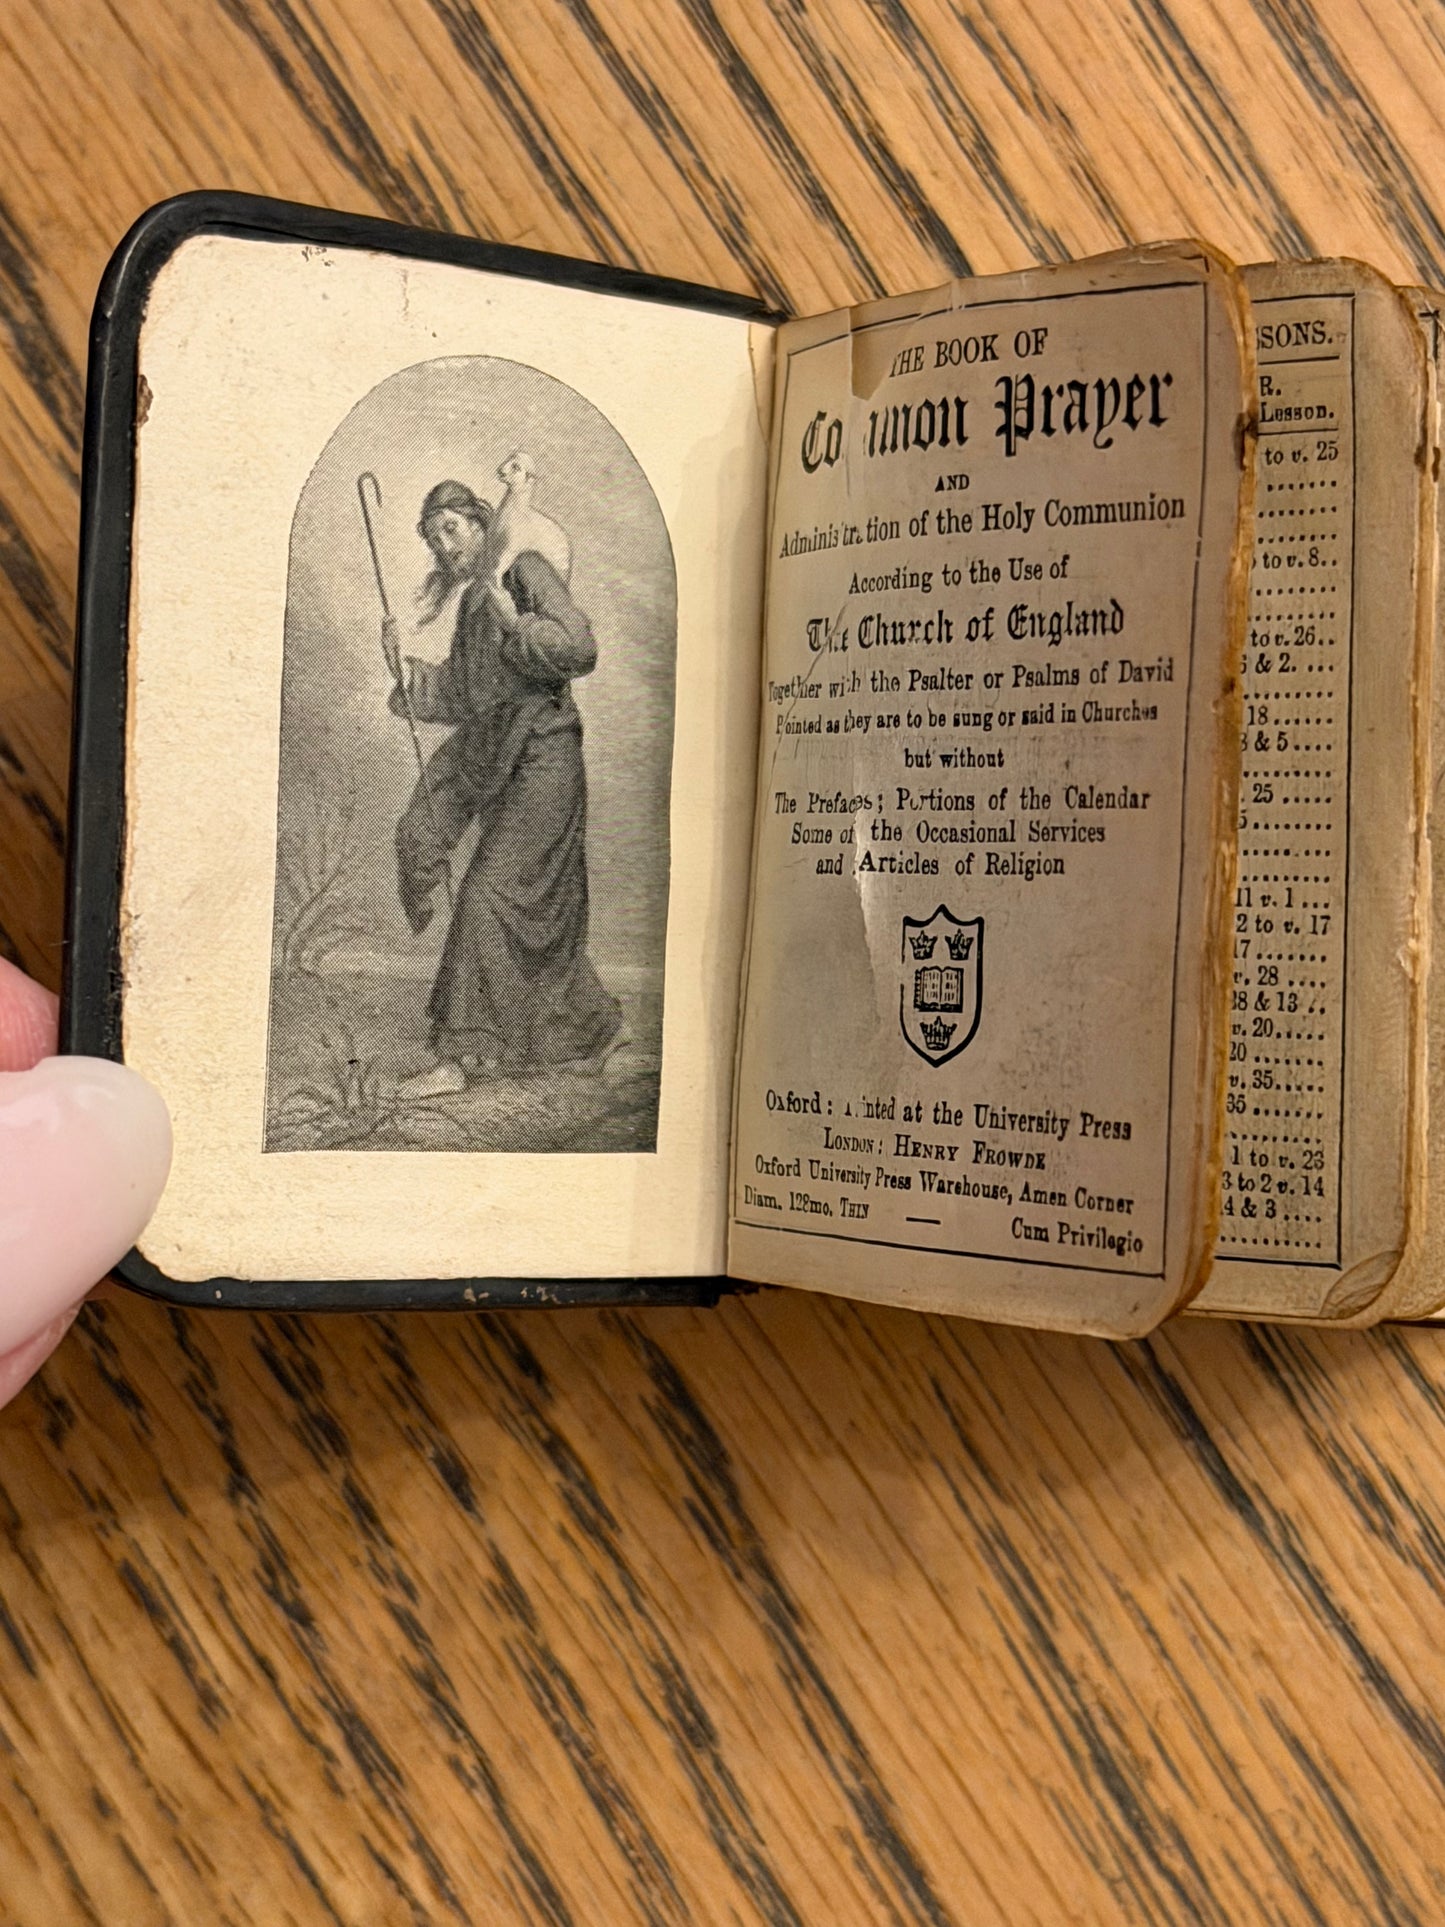 THE BOOK OF
Common Prayer
AND
Administration of the Holy Communion
According to the Use of
The Church of England
Together with the Psalter or Psalms of David
Pointed as they are to be sung or said in Churches
but without
The Prefaces; Portions of the Calendar
Some of the Occasional Services
and Articles of Religion
Oxford: Printed at the University Press
LONDON: HENRY FROWDE
Oxford University Press Warehouse, Amen Corner
Diam. 128mo. THIN
Cum Privilegio
SSONS.
R.
Lesson.
to v. 25
.......
.......
.......
to v. 8..
.......
.......
to v. 26..
& 2. ...
.......
18......
& 5....
.......
. 25 .....
5........
.......
.......
11 v. 1 ...
2 to v. 17
17.......
v. 28 ....
38 & 13 ..
v. 20.....
20 .......
v. 35.....
35 .......
.......
1 to v. 23
3 to 2 v. 14
4 & 3 ....
.......